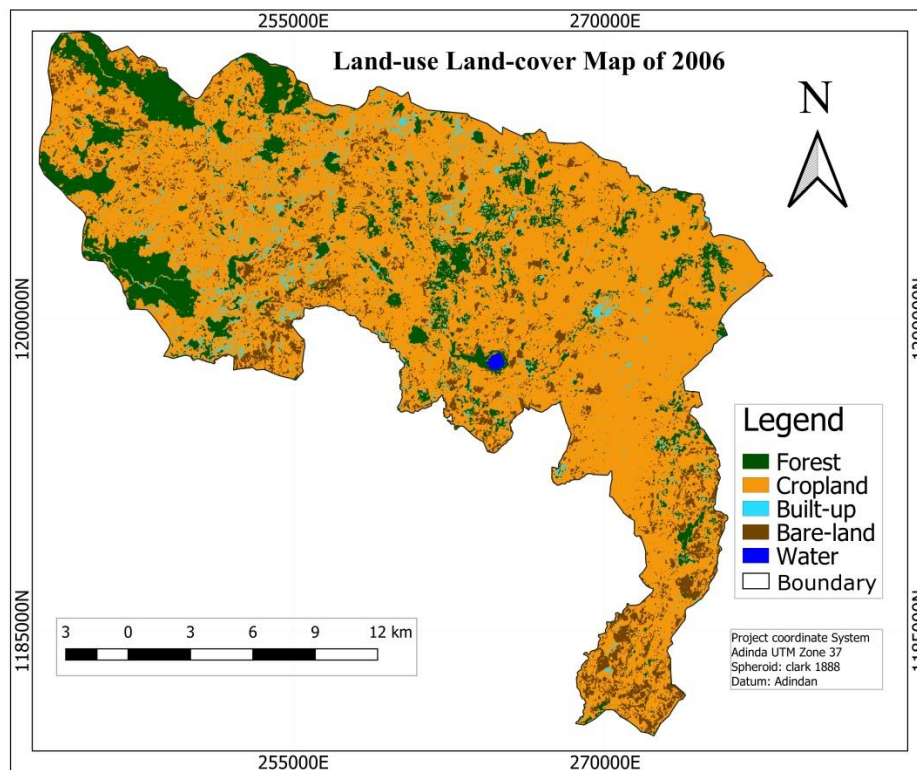 255000E 270000E
Land-use Land-cover Map of 2006
N
1200000N 1200000N
Legend
Forest
Cropland
Built-up
Bare-land
Water
Boundary
1185000N 1185000N
3 0 3 6 9 12 km
Project coordinate System
Adinda UTM Zone 37
Spheroid: clark 1888
Datum: Adindan
255000E 270000E